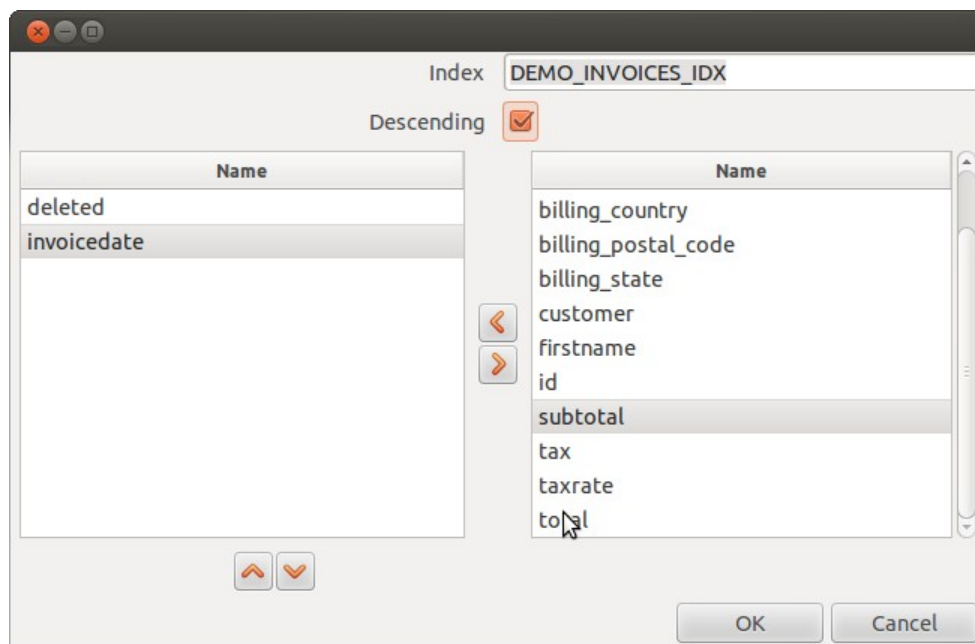 Index DEMO_INVOICES_IDX
Descending
Name
deleted
invoicedate
Name
billing_country
billing_postal_code
billing_state
customer
firstname
id
subtotal
tax
taxrate
total
OK Cancel